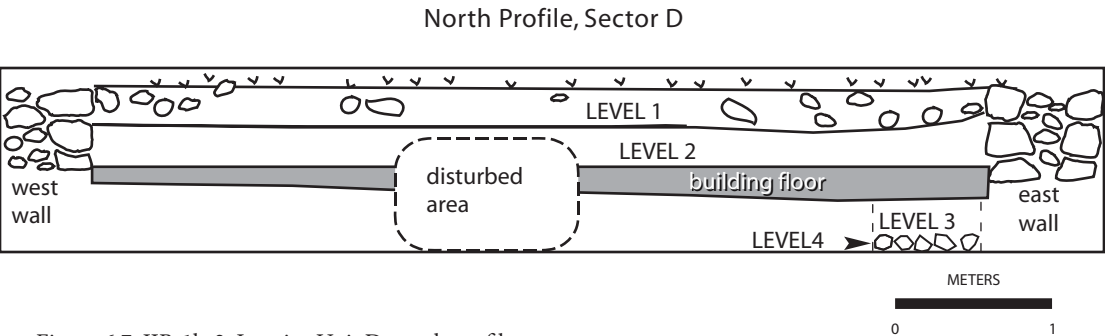 North Profile, Sector D
LEVEL 1
LEVEL 2
disturbed
area
building floor
west
wall
east
wall
LEVEL 3
LEVEL4
METERS
0 1